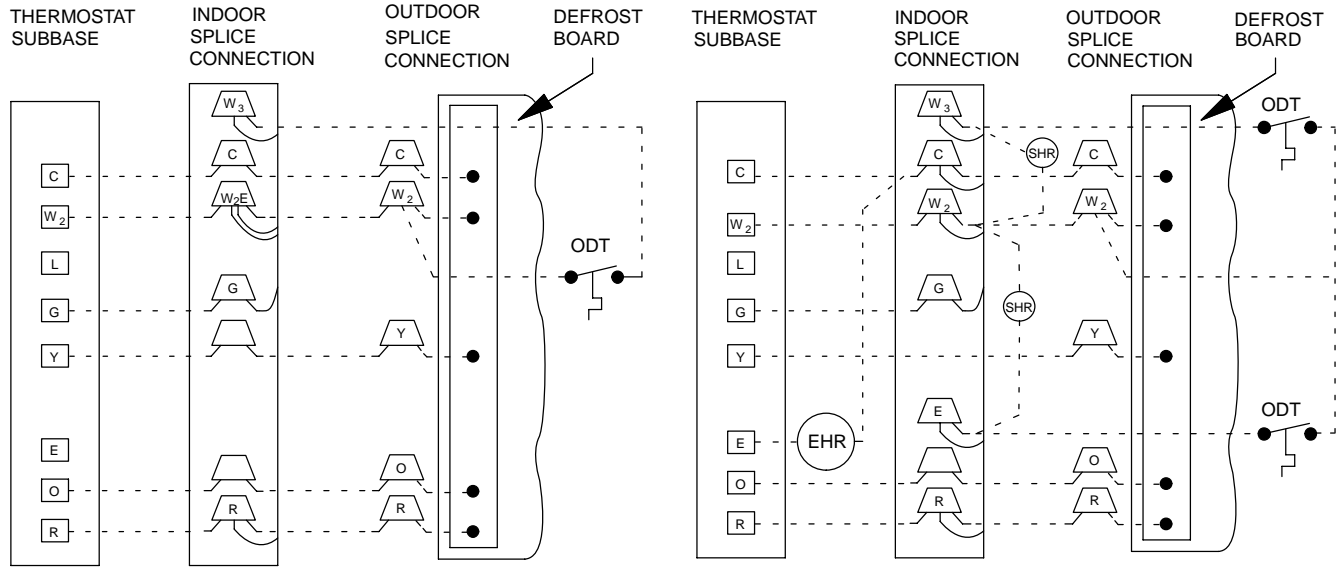 THERMOSTAT
SUBBASE
INDOOR
SPLICE
CONNECTION
OUTDOOR
SPLICE
CONNECTION
DEFROST
BOARD
W3
C
C
C
W2
W2E
W2
L
G
G
Y
Y
E
O
O
R
R
R
ODT
THERMOSTAT
SUBBASE
INDOOR
SPLICE
CONNECTION
OUTDOOR
SPLICE
CONNECTION
DEFROST
BOARD
W3
ODT
SHR
C
C
C
W2
W2
W2
L
G
G
SHR
Y
Y
E
ODT
E
EHR
O
O
R
R
R